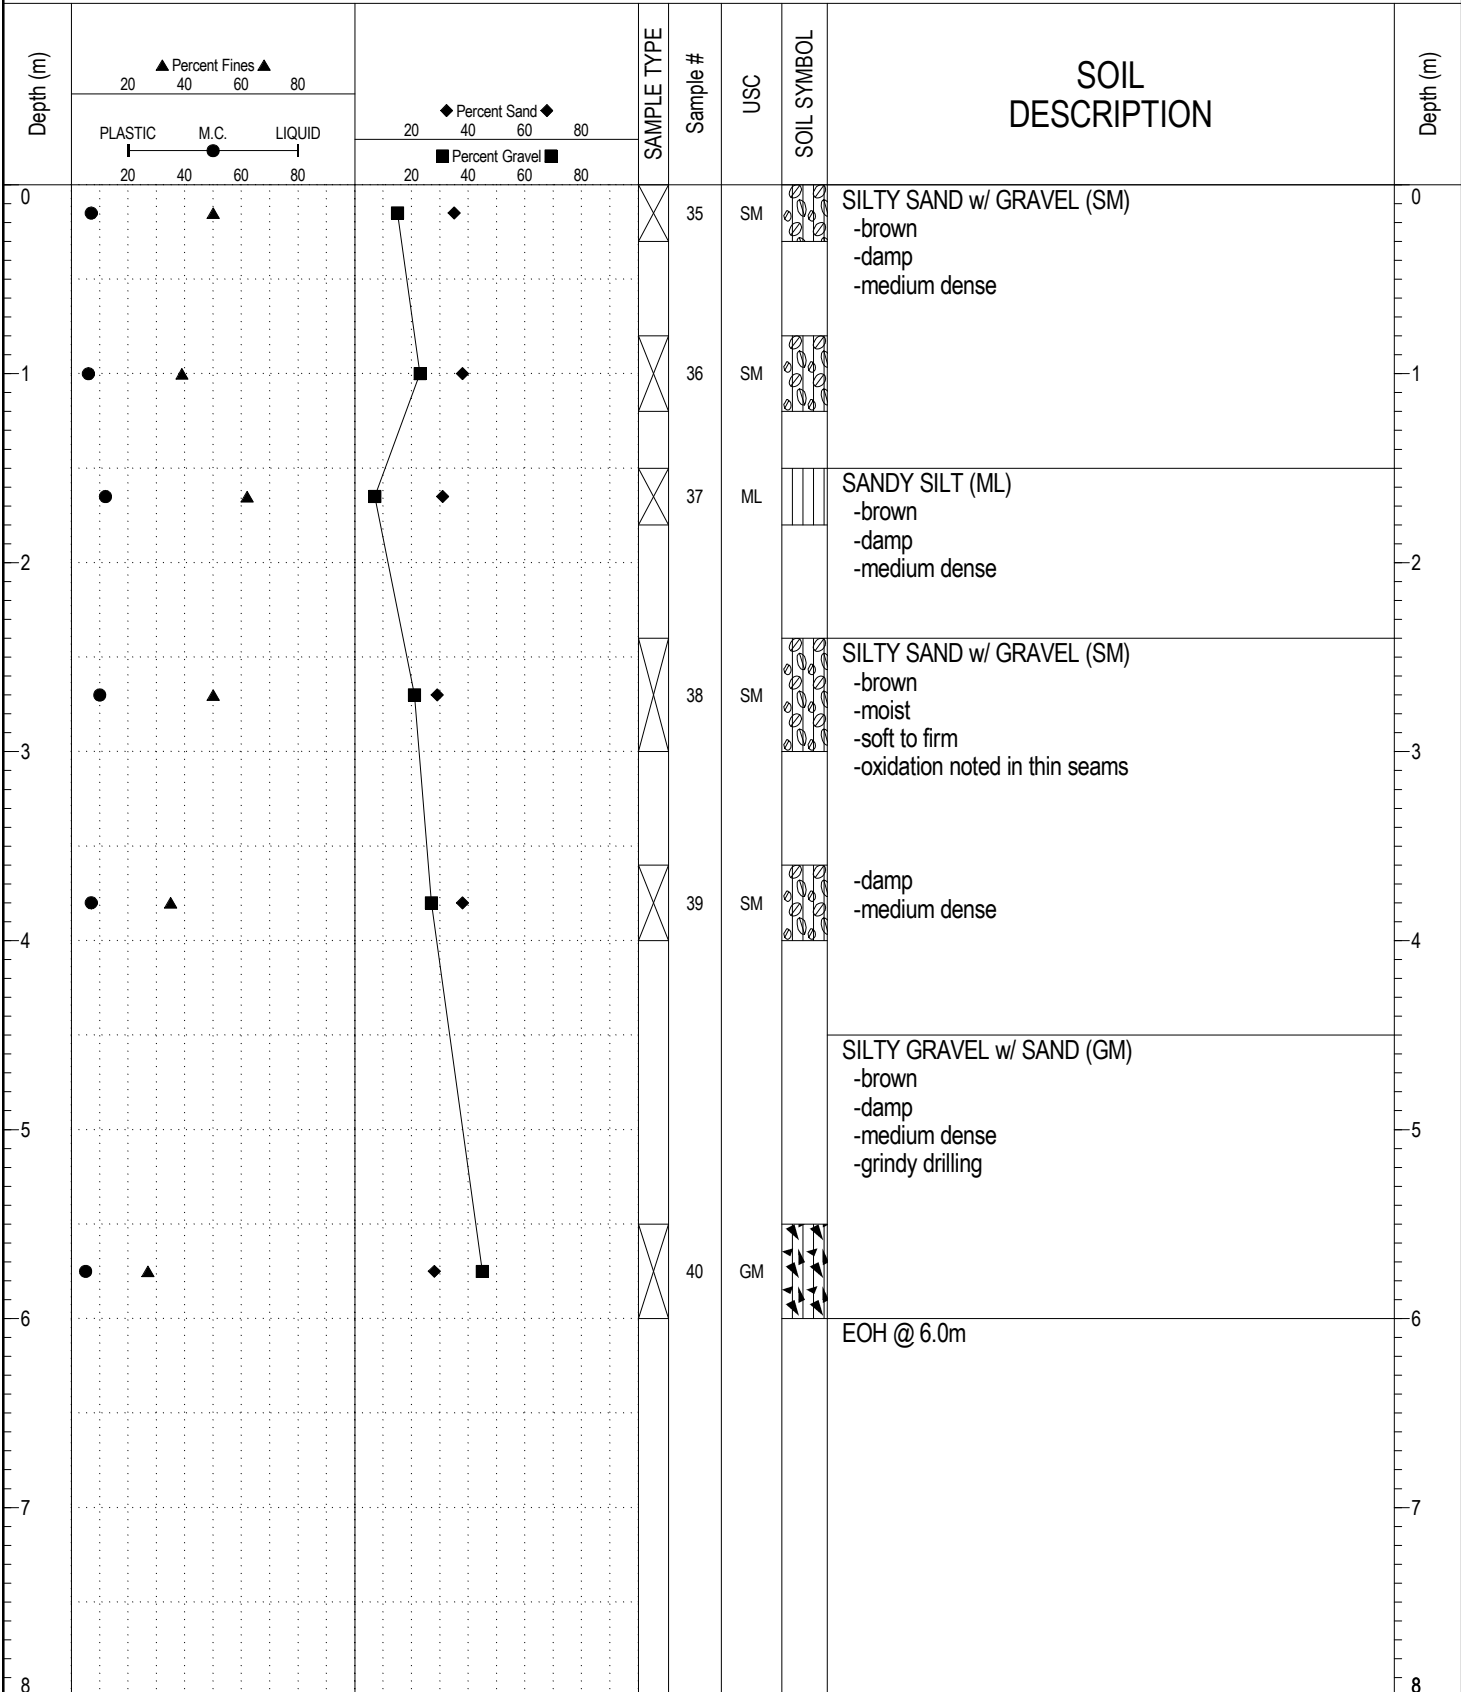 Depth (m)
▲ Percent Fines ▲
20 40 60 80
PLASTIC M.C. LIQUID
20 40 60 80
◆ Percent Sand ◆
20 40 60 80
■ Percent Gravel ■
20 40 60 80
SAMPLE TYPE
Sample #
USC
SOIL SYMBOL
SOIL
DESCRIPTION
Depth (m)
0 35 SM SILTY SAND w/ GRAVEL (SM) 0
-brown
-damp
-medium dense
1 36 SM 1
37 ML SANDY SILT (ML)
-brown
-damp
2 -medium dense 2
SILTY SAND w/ GRAVEL (SM)
-brown
38 SM -moist
-soft to firm
3 -oxidation noted in thin seams 3
-damp
39 SM -medium dense
4 4
SILTY GRAVEL w/ SAND (GM)
-brown
-damp
5 -medium dense 5
-grindy drilling
40 GM
6 EOH @ 6.0m 6
7 7
8 8